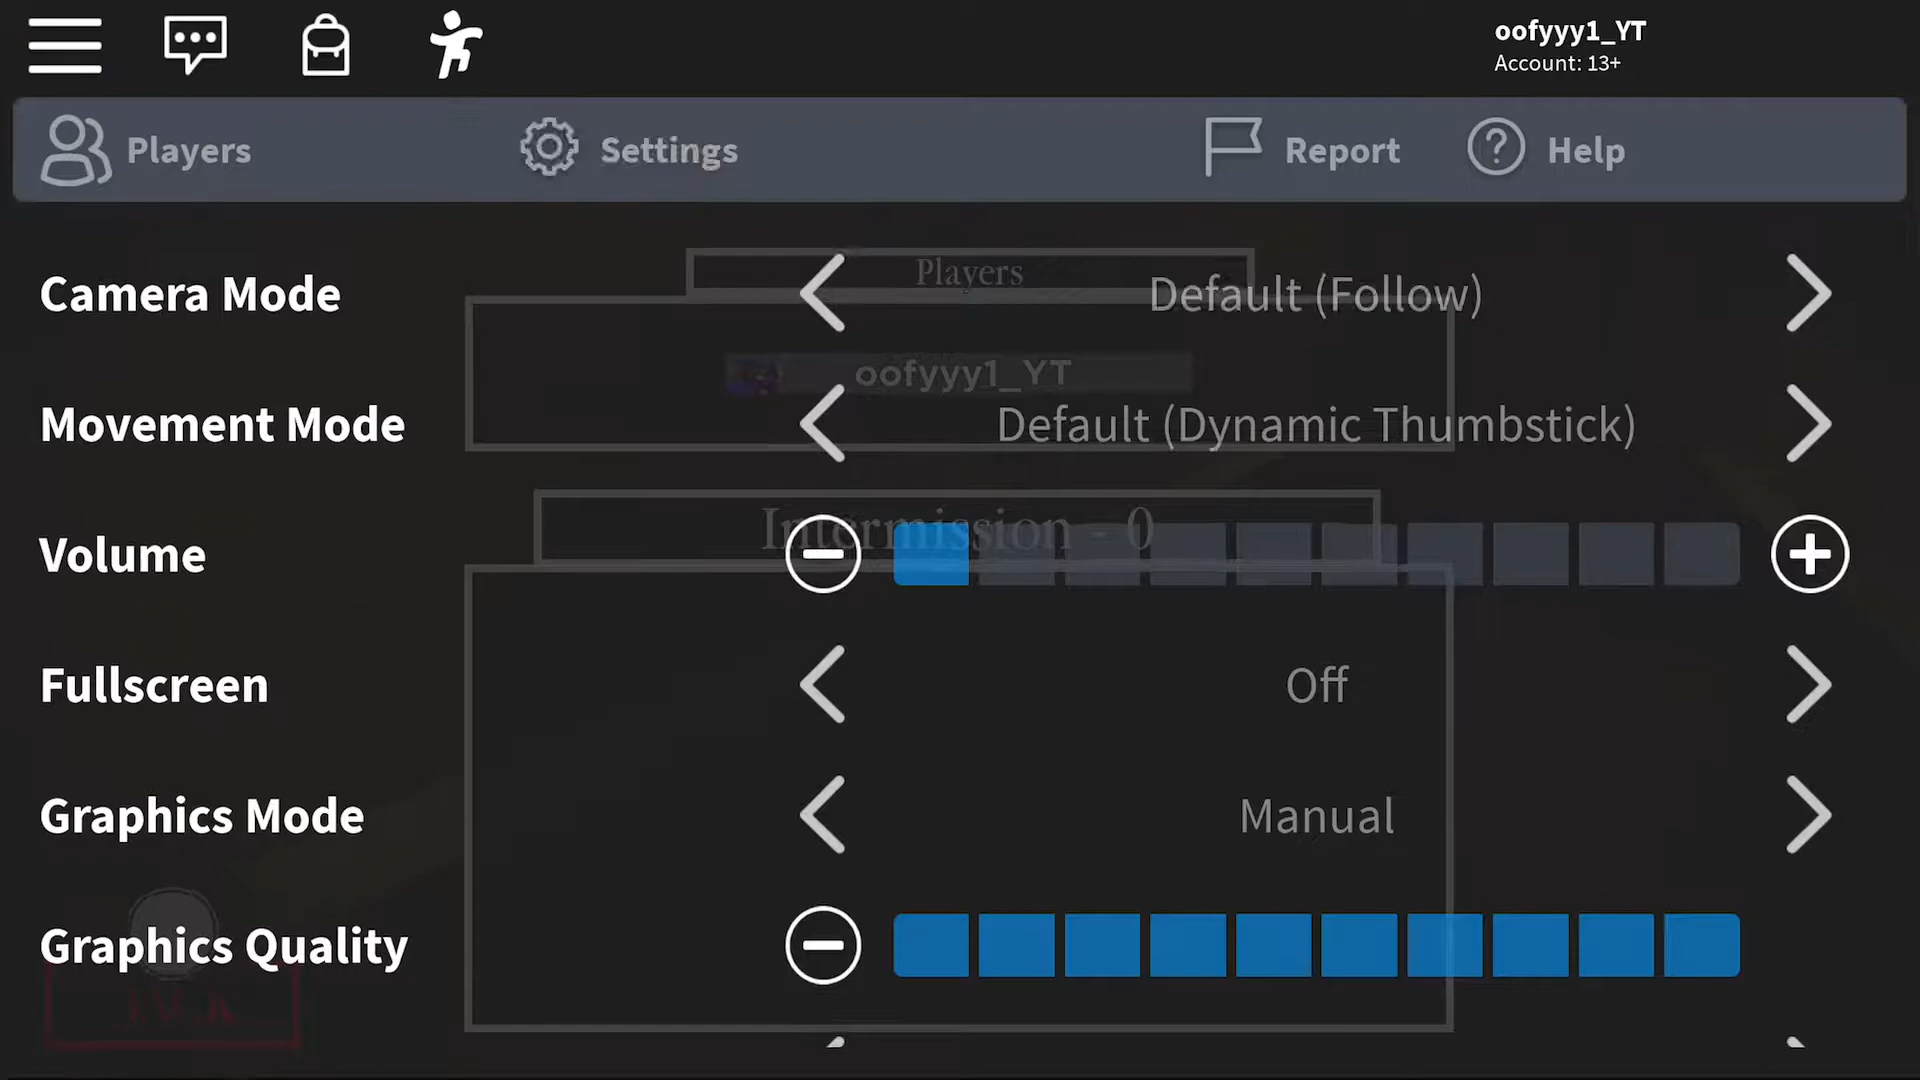 oofyyy1_YT
Account: 13+
Players
Settings
Report
Help
Players
Camera Mode
Default (Follow)
oofyyy1_YT
Movement Mode
Default (Dynamic Thumbstick)
Intermission - 0
Volume
Fullscreen
Off
Graphics Mode
Manual
Graphics Quality